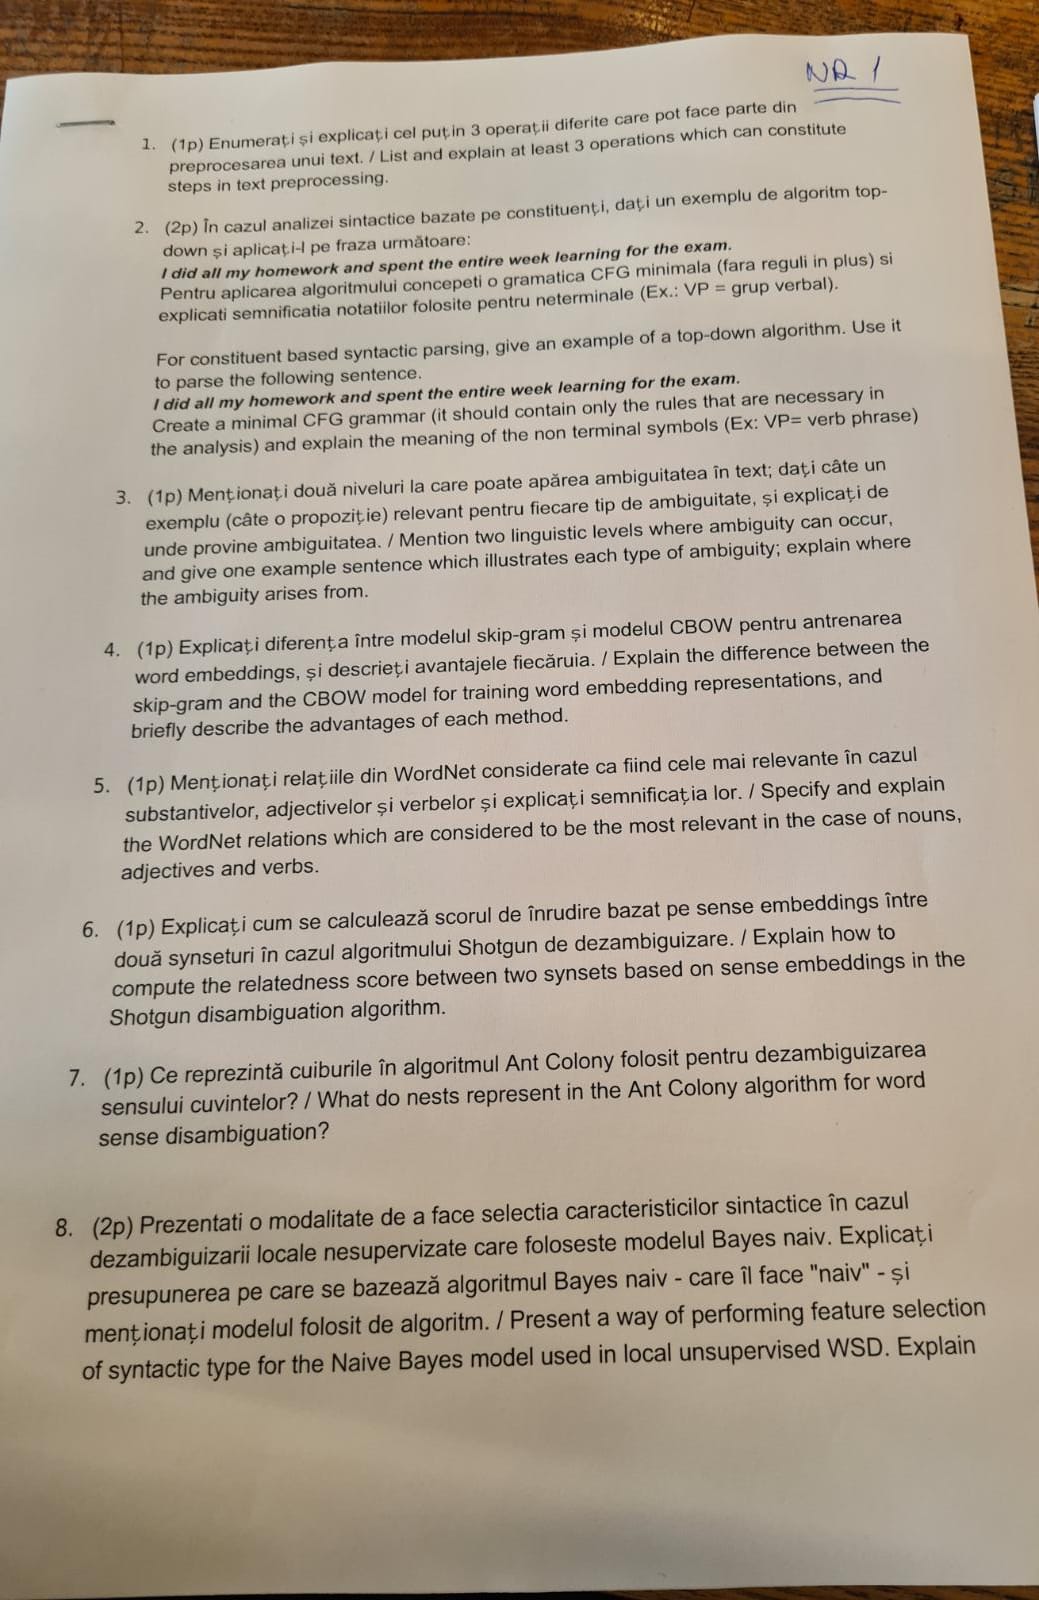 NR 1
1. (1p) Enumerați și explicați cel puțin 3 operații diferite care pot face parte din
preprocesarea unui text. / List and explain at least 3 operations which can constitute
steps in text preprocessing.
2. (2p) În cazul analizei sintactice bazate pe constituenți, dați un exemplu de algoritm top-
down și aplicați-l pe fraza următoare:
I did all my homework and spent the entire week learning for the exam.
Pentru aplicarea algoritmului concepeti o gramatica CFG minimala (fara reguli in plus) si
explicati semnificatia notatiilor folosite pentru neterminale (Ex.: VP = grup verbal).
For constituent based syntactic parsing, give an example of a top-down algorithm. Use it
to parse the following sentence.
I did all my homework and spent the entire week learning for the exam.
Create a minimal CFG grammar (it should contain only the rules that are necessary in
the analysis) and explain the meaning of the non terminal symbols (Ex: VP= verb phrase)
3. (1p) Menționați două niveluri la care poate apărea ambiguitatea în text; dați câte un
exemplu (câte o propoziție) relevant pentru fiecare tip de ambiguitate, și explicați de
unde provine ambiguitatea. / Mention two linguistic levels where ambiguity can occur,
and give one example sentence which illustrates each type of ambiguity; explain where
the ambiguity arises from.
4. (1p) Explicați diferența între modelul skip-gram și modelul CBOW pentru antrenarea
word embeddings, și descrieți avantajele fiecăruia. / Explain the difference between the
skip-gram and the CBOW model for training word embedding representations, and
briefly describe the advantages of each method.
5. (1p) Menționați relațiile din WordNet considerate ca fiind cele mai relevante în cazul
substantivelor, adjectivelor și verbelor și explicați semnificația lor. / Specify and explain
the WordNet relations which are considered to be the most relevant in the case of nouns,
adjectives and verbs.
6. (1p) Explicați cum se calculează scorul de înrudire bazat pe sense embeddings între
două synseturi în cazul algoritmului Shotgun de dezambiguizare. / Explain how to
compute the relatedness score between two synsets based on sense embeddings in the
Shotgun disambiguation algorithm.
7. (1p) Ce reprezintă cuiburile în algoritmul Ant Colony folosit pentru dezambiguizarea
sensului cuvintelor? / What do nests represent in the Ant Colony algorithm for word
sense disambiguation?
8. (2p) Prezentati o modalitate de a face selectia caracteristicilor sintactice în cazul
dezambiguizarii locale nesupervizate care foloseste modelul Bayes naiv. Explicați
presupunerea pe care se bazează algoritmul Bayes naiv - care îl face "naiv" - și
menționați modelul folosit de algoritm. / Present a way of performing feature selection
of syntactic type for the Naive Bayes model used in local unsupervised WSD. Explain